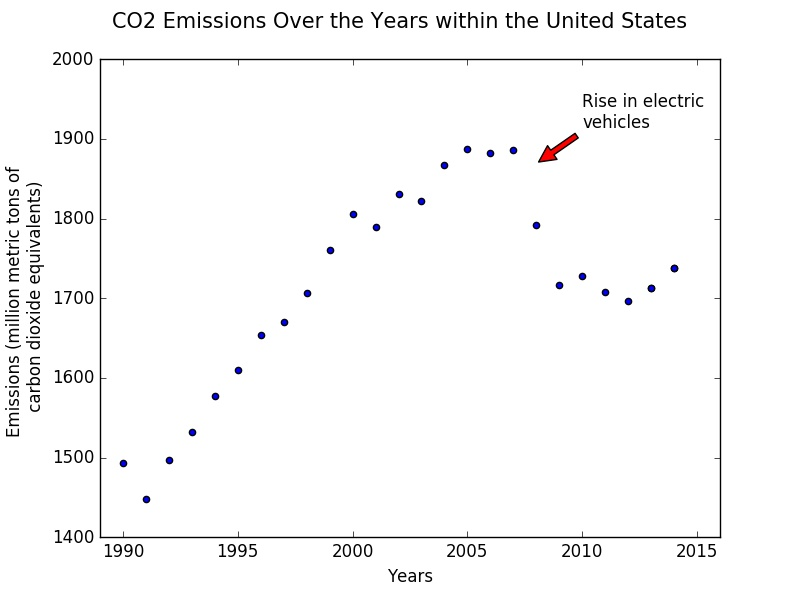 CO2 Emissions Over the Years within the United States
2000
1900
1800
1700
1600
1500
1400
Emissions (million metric tons of
carbon dioxide equivalents)
Rise in electric
vehicles
1990 1995 2000 2005 2010 2015
Years